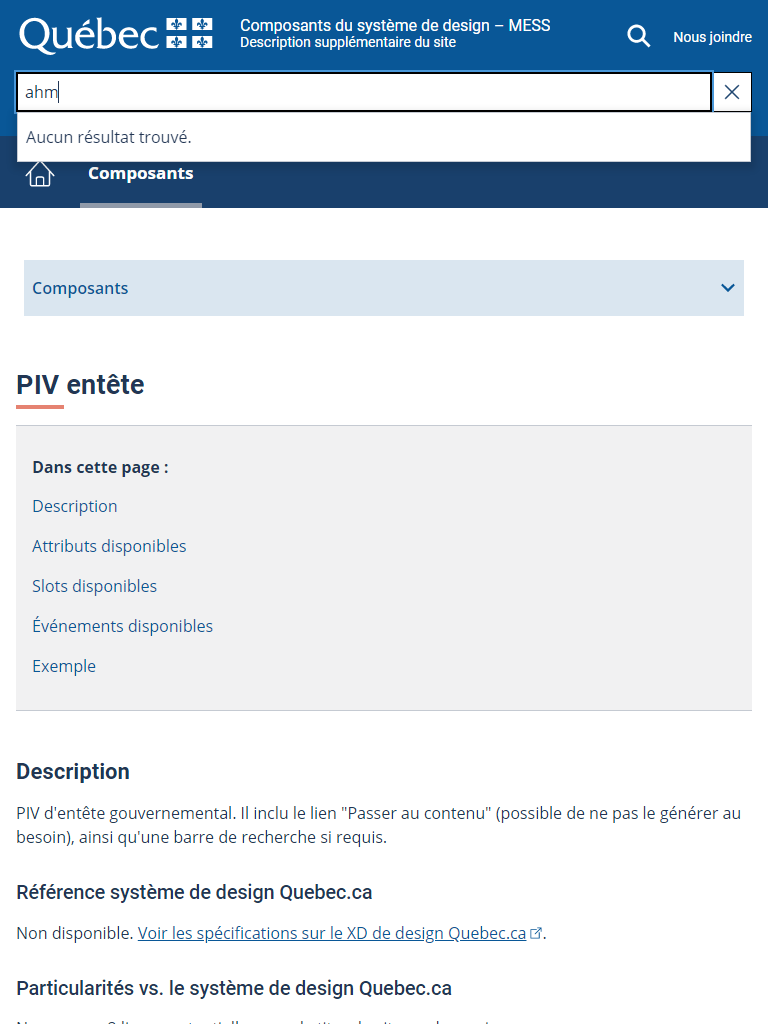 Québec
Composants du système de design – MESS
Description supplémentaire du site
Nous joindre
ahm
Aucun résultat trouvé.
Composants
Composants
PIV entête
Dans cette page :
Description
Attributs disponibles
Slots disponibles
Événements disponibles
Exemple
Description
PIV d'entête gouvernemental. Il inclu le lien "Passer au contenu" (possible de ne pas le générer au
besoin), ainsi qu'une barre de recherche si requis.
Référence système de design Quebec.ca
Non disponible. Voir les spécifications sur le XD de design Quebec.ca.
Particularités vs. le système de design Quebec.ca